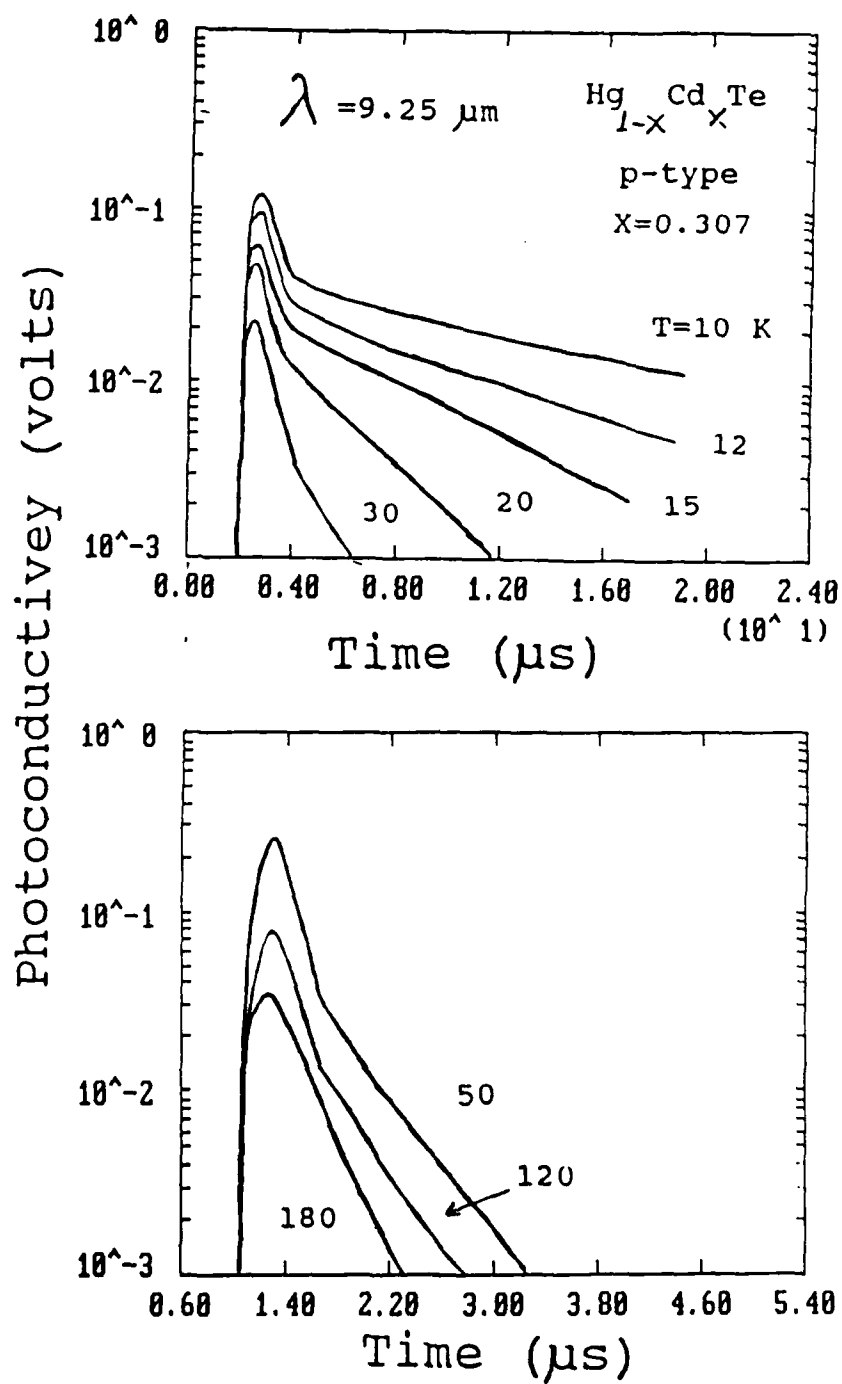 Photoconductivey (volts)
10^ 0
10^-1
10^-2
10^-3
λ =9.25 μm
Hg1-xCdxTe
p-type
X=0.307
T=10 K
12
15
20
30
0.00 0.40 0.80 1.20 1.60 2.00 2.40
(10^ 1)
Time (μs)
10^ 0
10^-1
10^-2
10^-3
50
120
180
0.60 1.40 2.20 3.00 3.80 4.60 5.40
Time (μs)